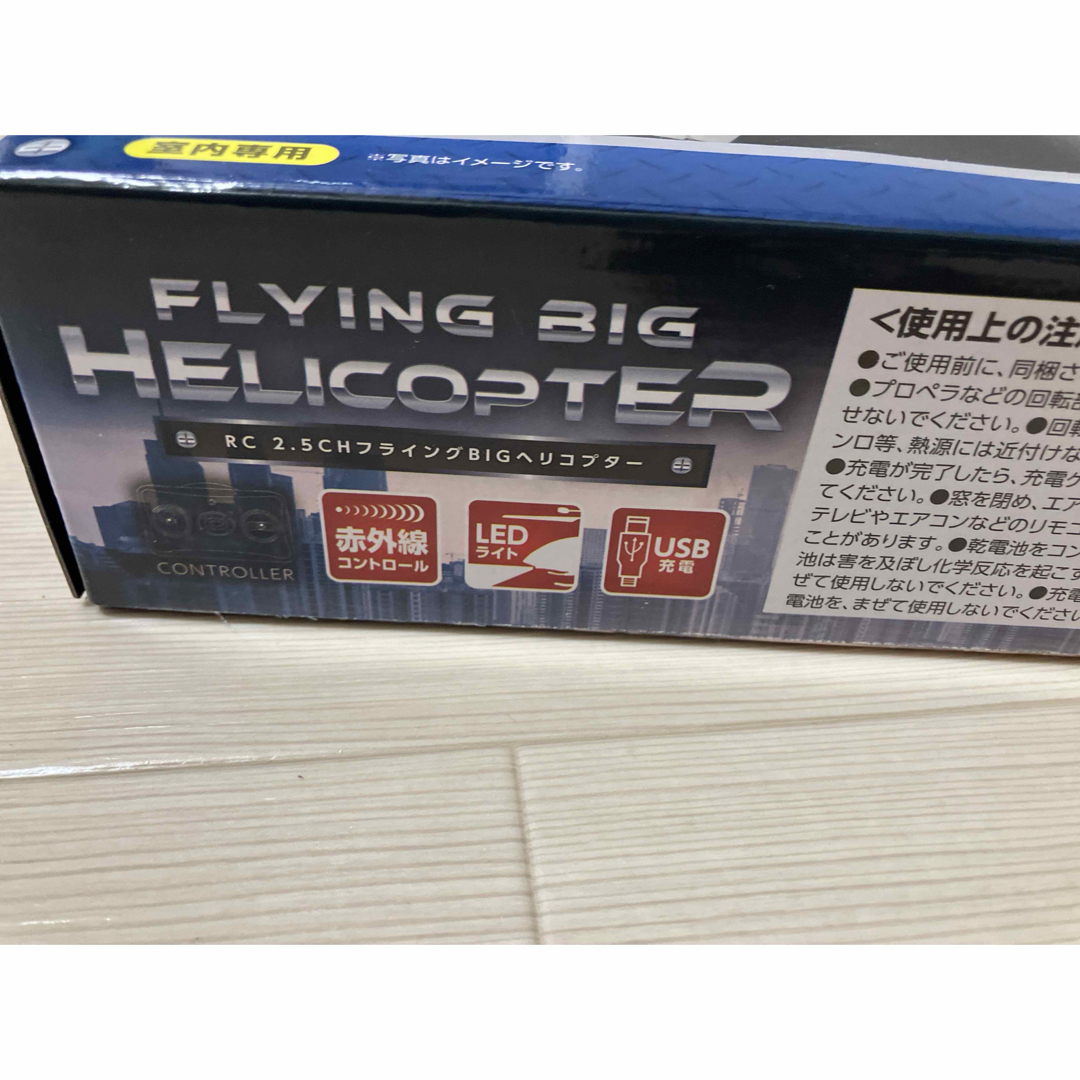 室内専用
※写真はイメージです。
FLYING BIG
HELICOPTER
RC 2.5CHフライングBIGヘリコプター
CONTROLLER
赤外線
コントロール
LED
ライト
USB
充電
<使用上の注
●ご使用前に、同梱さ
●プロペラなどの回転
せないでください。●回
ンロ等、熱源には近付けな
●充電が完了したら、充電ケ
てください。●窓を閉め、エア
テレビやエアコンなどのリモコ
ことがあります。●乾電池をコン
池は害を及ぼし化学反応を起こす
ぜて使用しないでください。●充電
電池を、まぜて使用しないでくださ